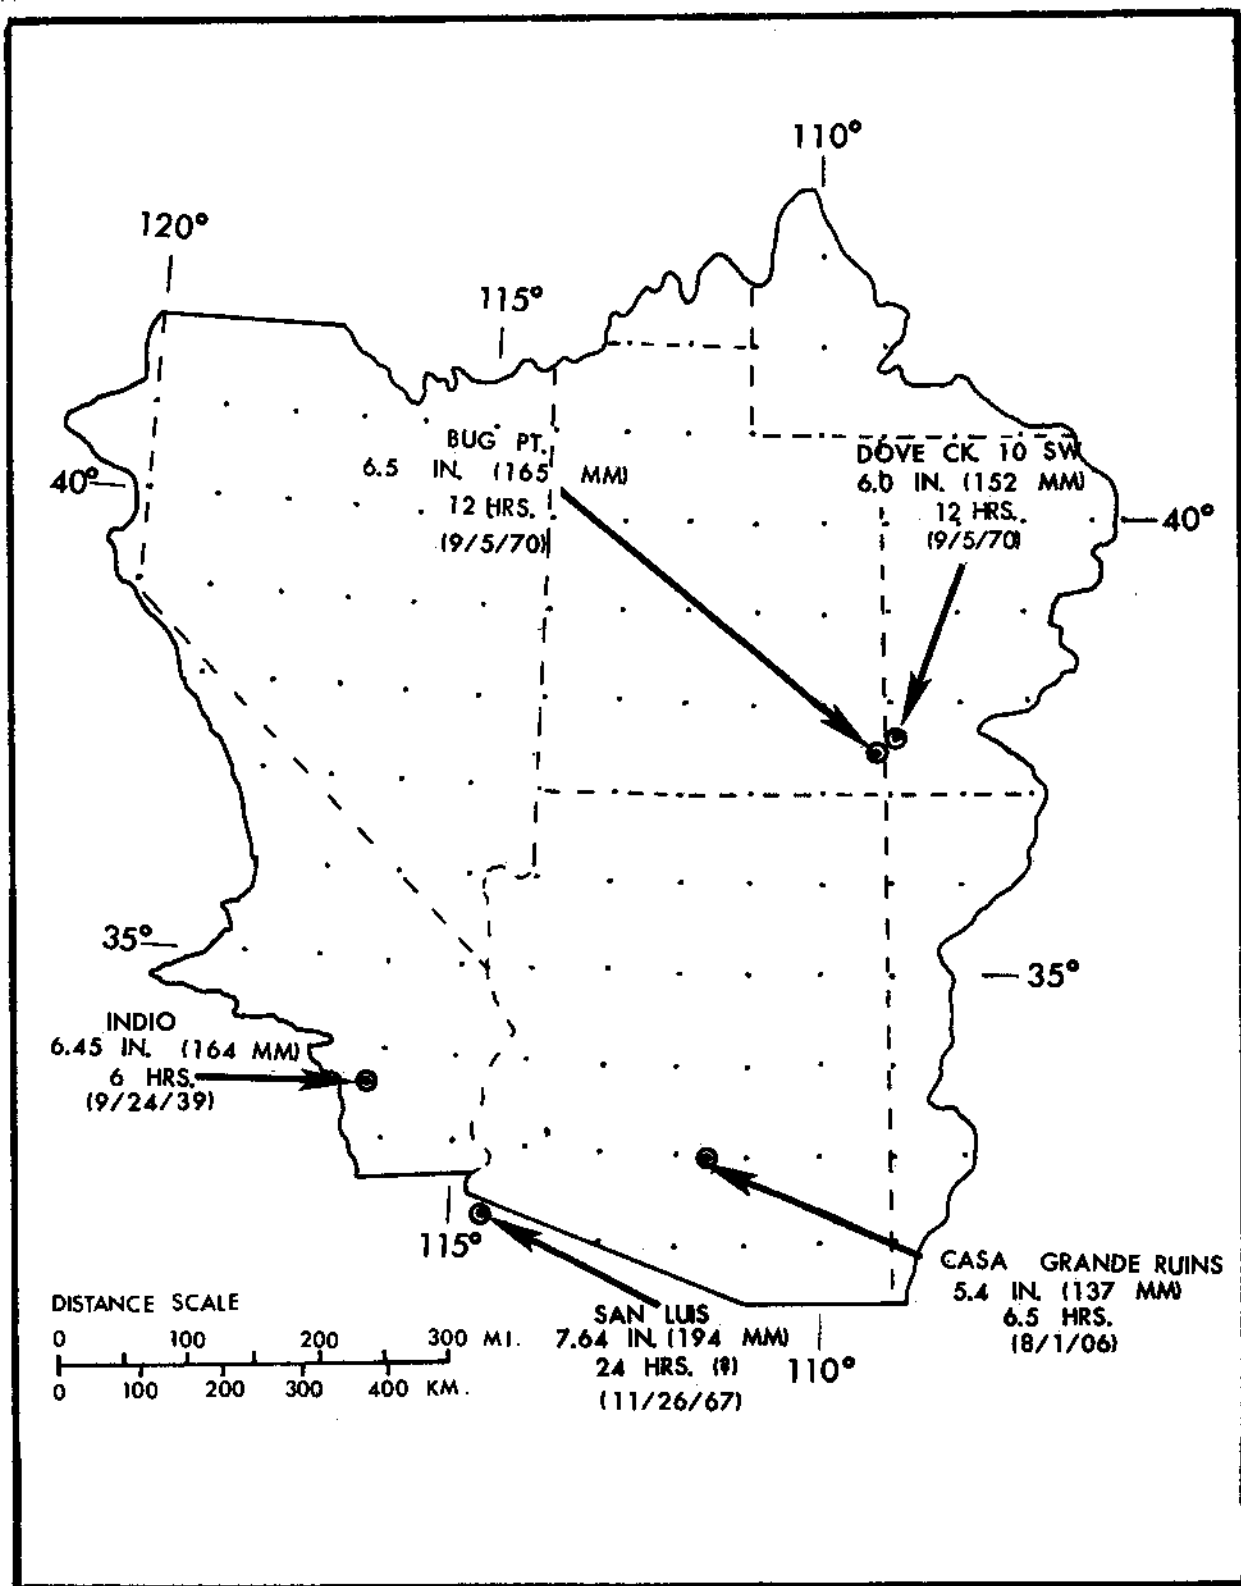 110°
120°
115°
BUG PT.
6.5 IN. (165 MM)
12 HRS.
(9/5/70)
DOVE CK. 10 SW
6.0 IN. (152 MM)
12 HRS.
(9/5/70)
40°
40°
35°
35°
INDIO
6.45 IN. (164 MM)
6 HRS.
(9/24/39)
115°
CASA GRANDE RUINS
5.4 IN. (137 MM)
6.5 HRS.
(8/1/06)
SAN LUIS
7.64 IN. (194 MM)
24 HRS.
(11/26/67)
110°
DISTANCE SCALE
0 100 200 300 MI.
0 100 200 300 400 KM.